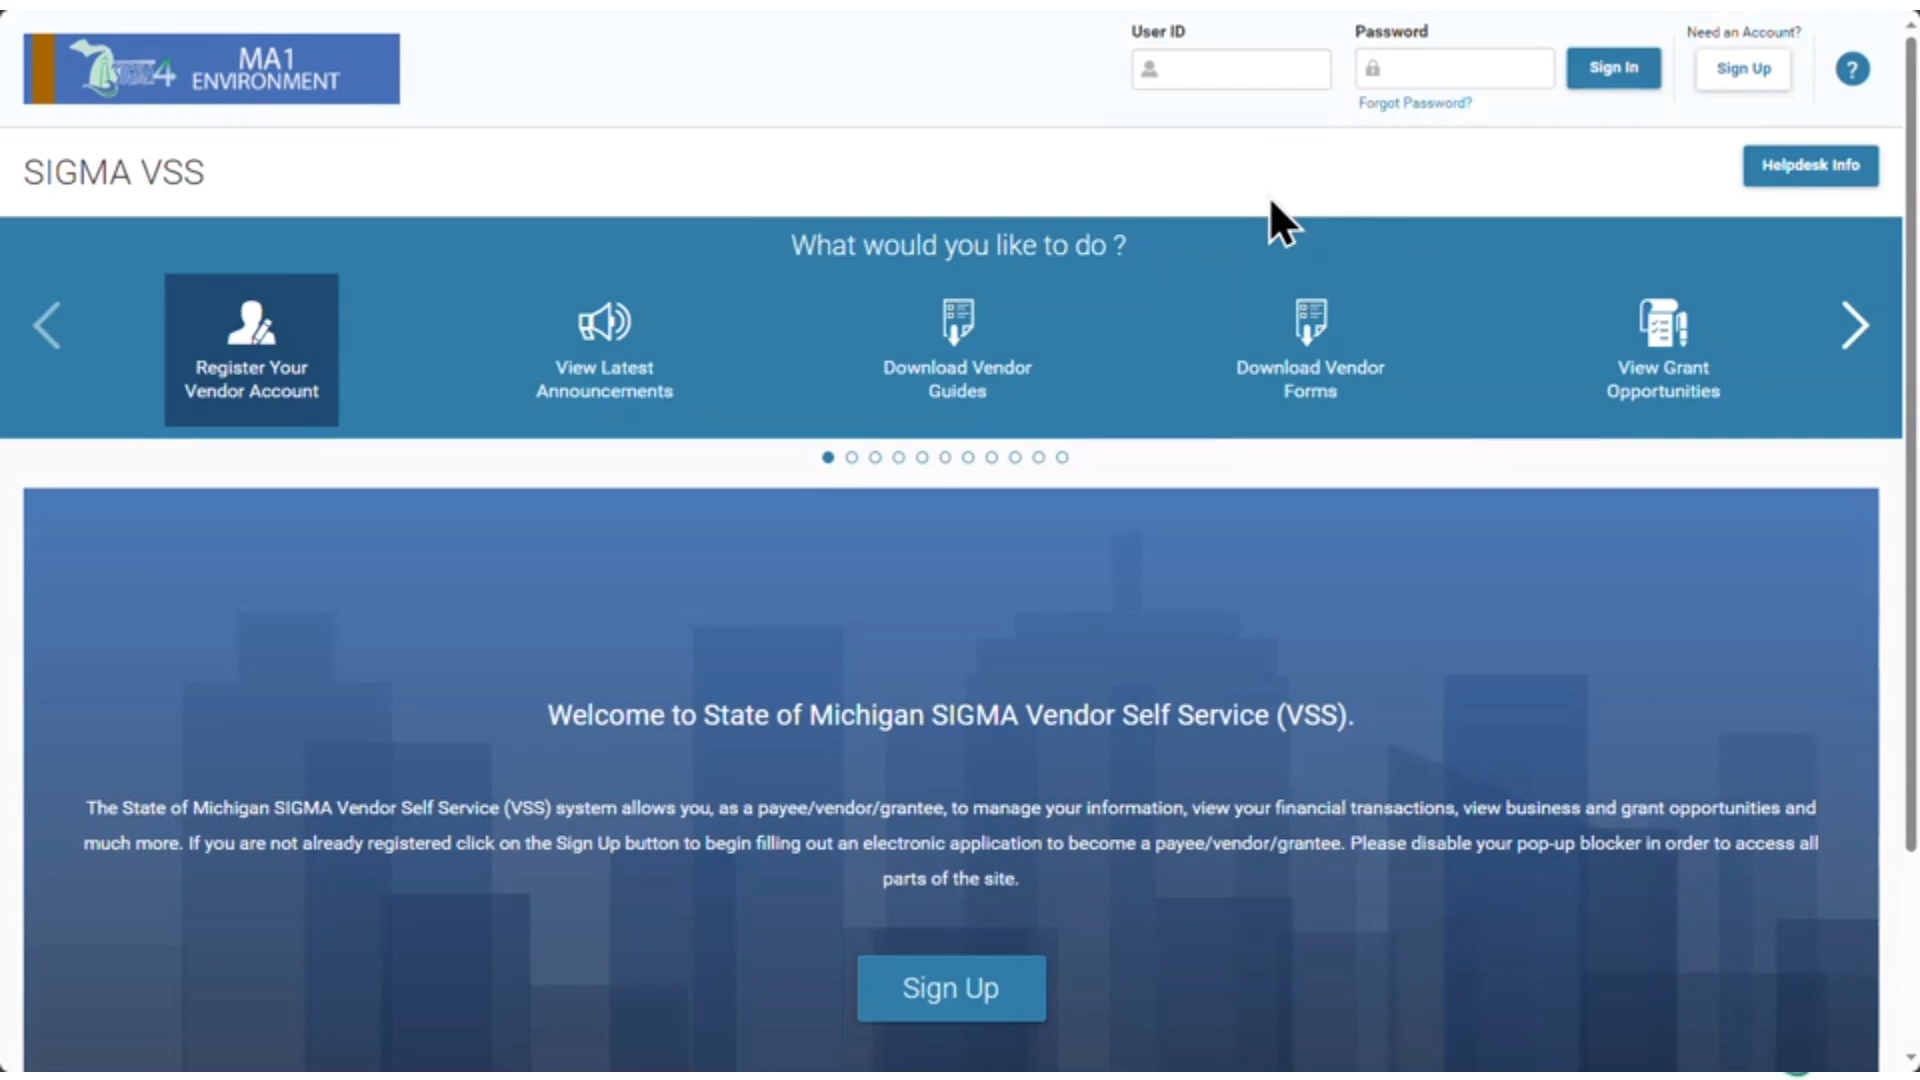 MA1
ENVIRONMENT
User ID
Password
Need an Account?
Sign In
Sign Up
?
Forgot Password?
SIGMA VSS
Helpdesk Info
What would you like to do ?
Register Your
Vendor Account
View Latest
Announcements
Download Vendor
Guides
Download Vendor
Forms
View Grant
Opportunities
Welcome to State of Michigan SIGMA Vendor Self Service (VSS).
The State of Michigan SIGMA Vendor Self Service (VSS) system allows you, as a payee/vendor/grantee, to manage your information, view your financial transactions, view business and grant opportunities and
much more. If you are not already registered click on the Sign Up button to begin filling out an electronic application to become a payee/vendor/grantee. Please disable your pop-up blocker in order to access all
parts of the site.
Sign Up